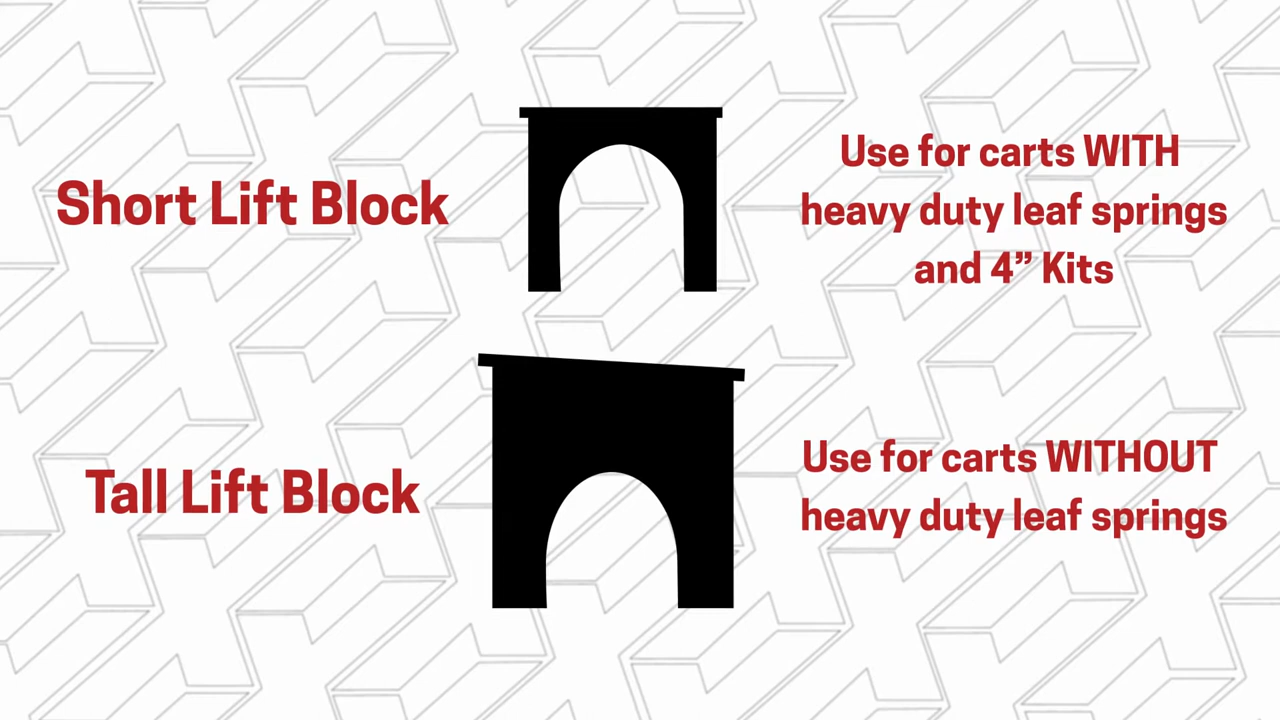 Short Lift Block
Use for carts WITH
heavy duty leaf springs
and 4” Kits
Tall Lift Block
Use for carts WITHOUT
heavy duty leaf springs